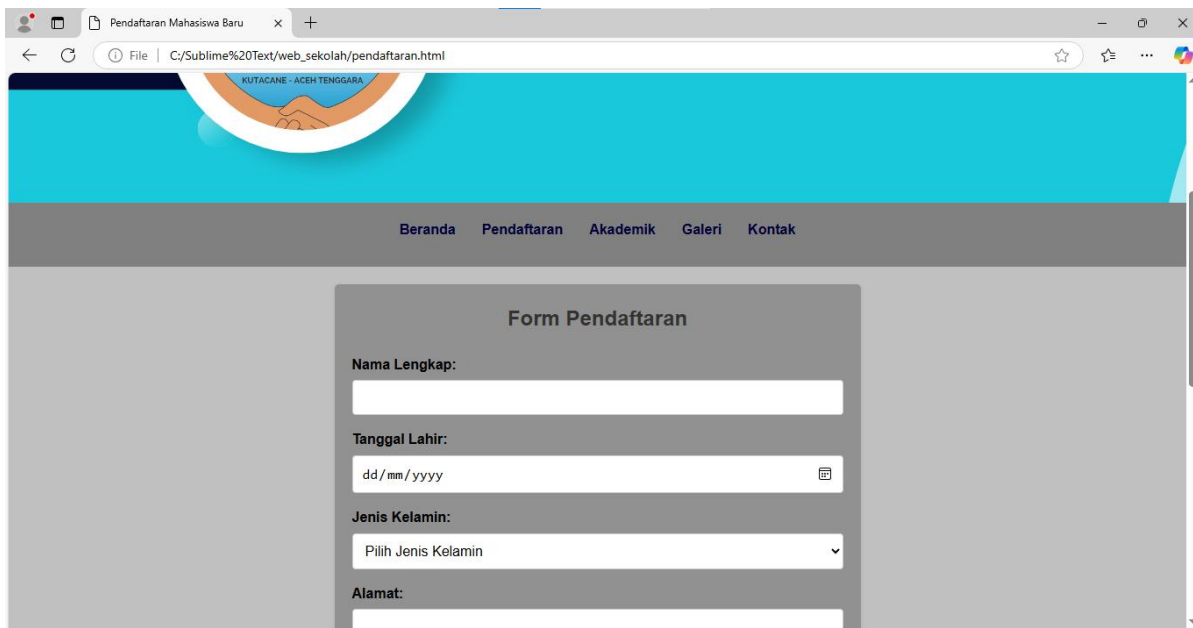 Pendaftaran Mahasiswa Baru
File | C:/Sublime%20Text/web_sekolah/pendaftaran.html
KUTACANE - ACEH TENGGARA
Beranda Pendaftaran Akademik Galeri Kontak
Form Pendaftaran
Nama Lengkap:
Tanggal Lahir:
dd/mm/yyyy
Jenis Kelamin:
Pilih Jenis Kelamin
Alamat: